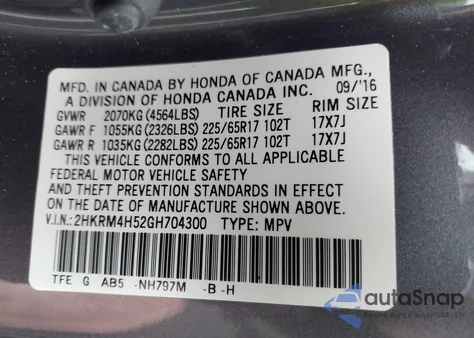 MFD. IN CANADA BY HONDA OF CANADA MFG.,
A DIVISION OF HONDA CANADA INC. 09/'16
GVWR 2070KG (4564LBS) TIRE SIZE RIM SIZE
GAWR F 1055KG (2326LBS) 225/65R17 102T 17X7J
GAWR R 1035KG (2282LBS) 225/65R17 102T 17X7J
THIS VEHICLE CONFORMS TO ALL APPLICABLE
FEDERAL MOTOR VEHICLE SAFETY
AND THEFT PREVENTION STANDARDS IN EFFECT
ON THE DATE OF MANUFACTURE SHOWN ABOVE.
V.I.N.: 2HKRM4H52GH704300 TYPE: MPV
TFE G AB5 -NH797M -B -H
autoSnap